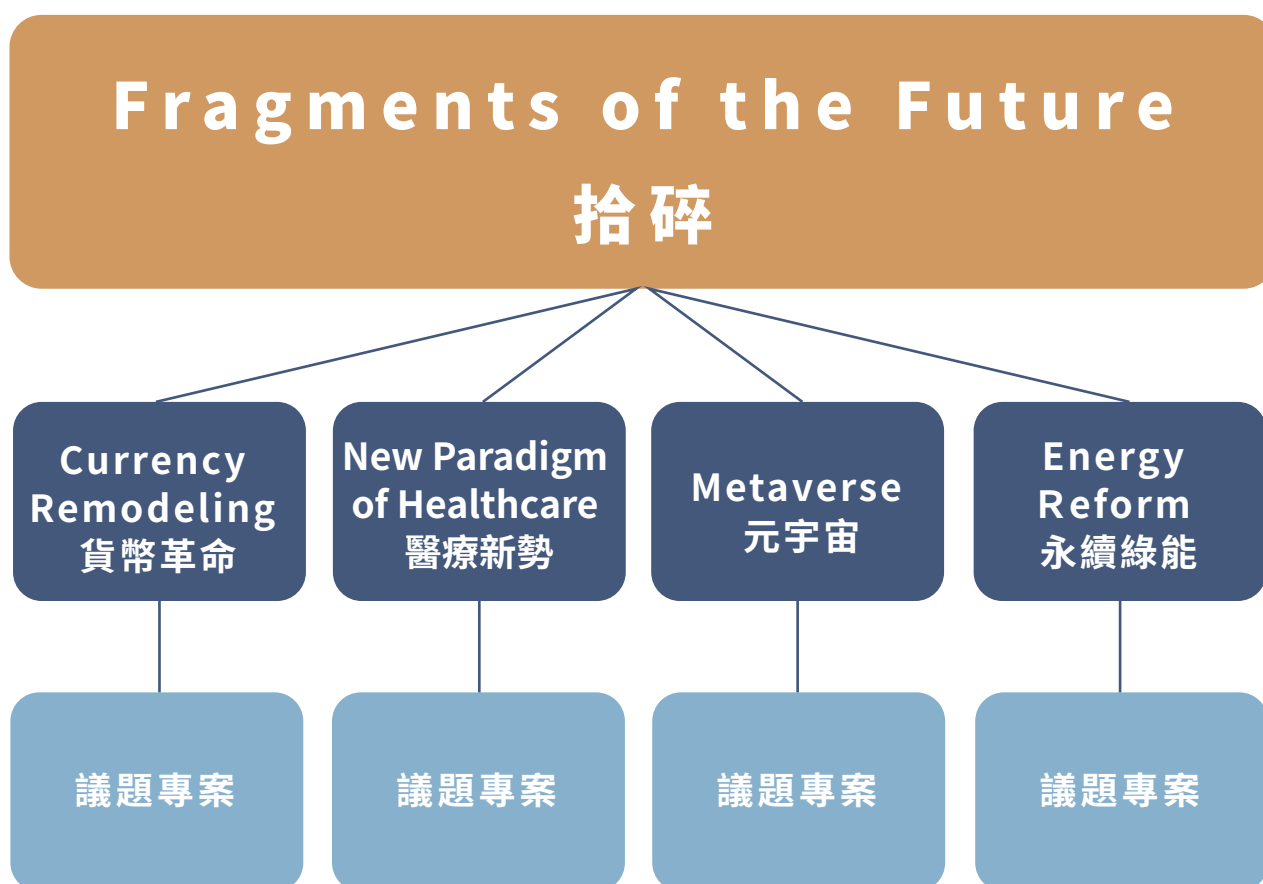 Fragments of the Future
拾碎
Currency
Remodeling
貨幣革命
New Paradigm
of Healthcare
醫療新勢
Metaverse
元宇宙
Energy
Reform
永續綠能
議題專案
議題專案
議題專案
議題專案